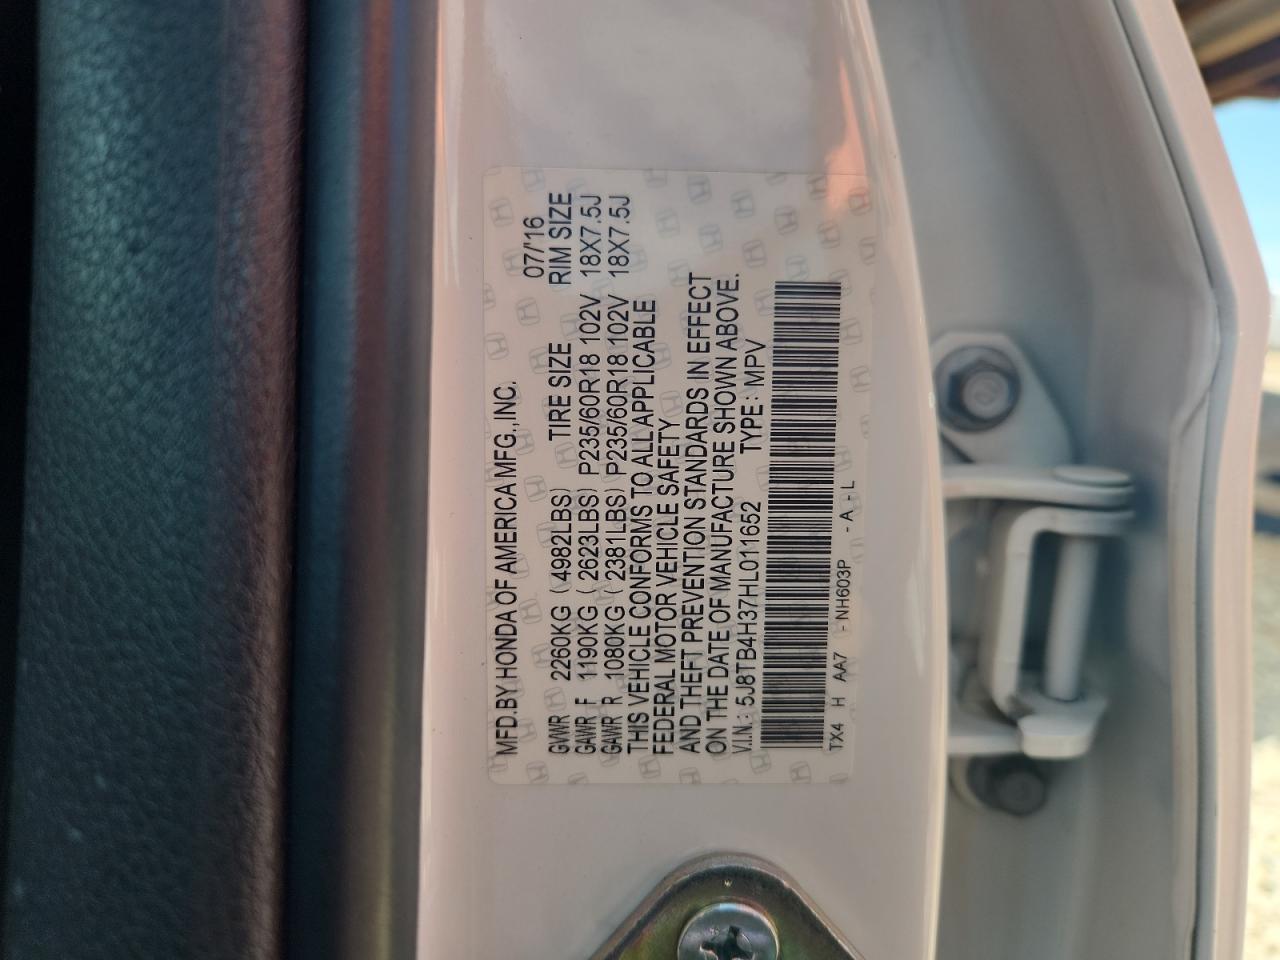 MFD.BY HONDA OF AMERICA MFG.,INC. 07/'16
GVWR 2260KG ( 4982LBS) TIRE SIZE RIM SIZE
GAWR F 1190KG ( 2623LBS) P235/60R18 102V 18X7.5J
GAWR R 1080KG ( 2381LBS) P235/60R18 102V 18X7.5J
THIS VEHICLE CONFORMS TO ALL APPLICABLE
FEDERAL MOTOR VEHICLE SAFETY
AND THEFT PREVENTION STANDARDS IN EFFECT
ON THE DATE OF MANUFACTURE SHOWN ABOVE.
V.I.N.: 5J8TB4H37HL011652 TYPE: MPV
TX4 H AA7 - NH603P - A - L